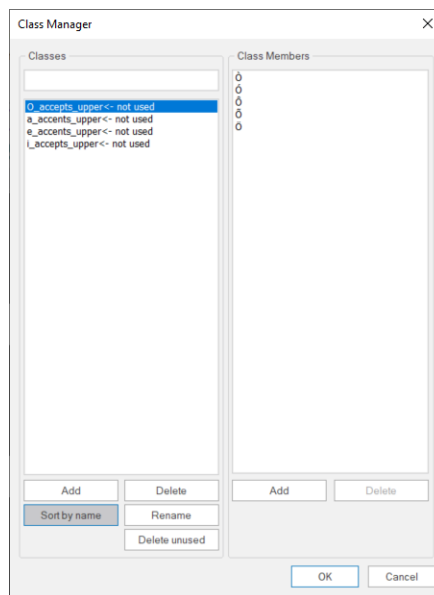 Class Manager
Classes
O_accepts_upper<- not used
a_accents_upper<- not used
e_accents_upper<- not used
i_accepts_upper<- not used
Add
Delete
Sort by name
Rename
Delete unused
Class Members
Ò
Ó
Ô
Õ
Ö
Add
Delete
OK
Cancel